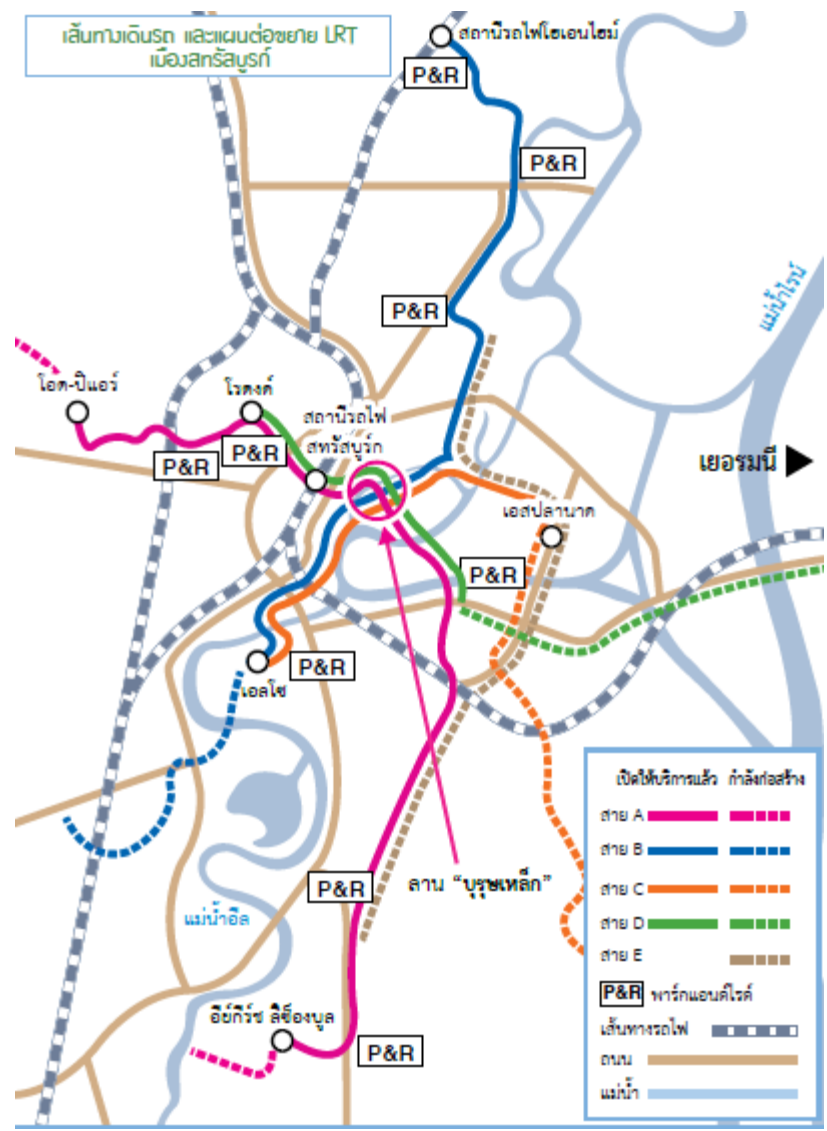 เส้นทางเดินรถ และแผนต่อขยาย LRT
เมืองสทรัสบูรก์
สถานีรถไฟโฮเอนไฮม์
P&R
P&R
P&R
แม่น้ำไรน์
โอต-ปิแอร์
โรตงด์
สถานีรถไฟ
สทรัสบูร์ก
P&R
P&R
เยอรมนี
เอสปลานาด
P&R
P&R
เอลโซ
P&R
ลาน “บุรุษเหล็ก”
แม่น้ำอิล
อีย์กีร์ช ลิซ็องบูล
P&R
เปิดให้บริการแล้ว กำลังก่อสร้าง
สาย A
สาย B
สาย C
สาย D
สาย E
P&R พาร์กแอนด์ไรด์
เส้นทางรถไฟ
ถนน
แม่น้ำ